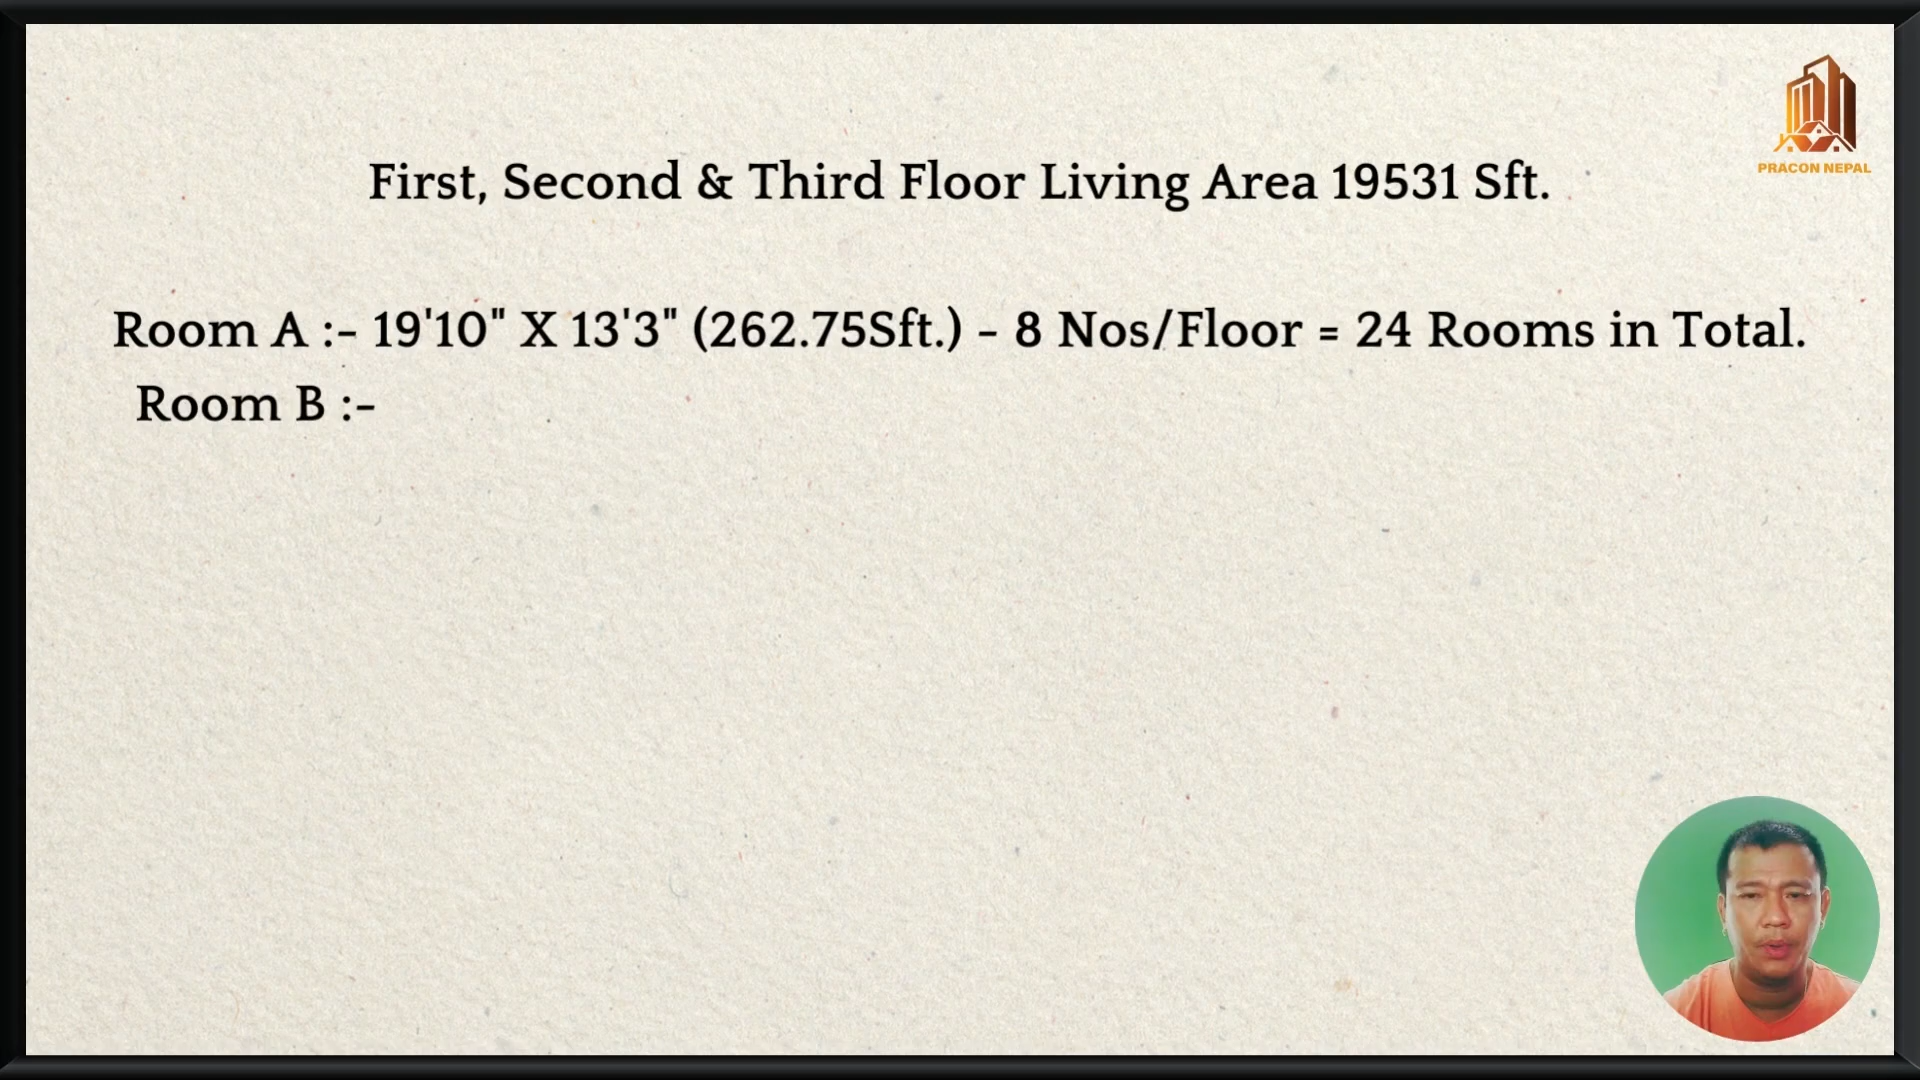 PRACON NEPAL
First, Second & Third Floor Living Area 19531 Sft.
Room A :- 19'10" X 13'3" (262.75Sft.) - 8 Nos/Floor = 24 Rooms in Total.
Room B :-